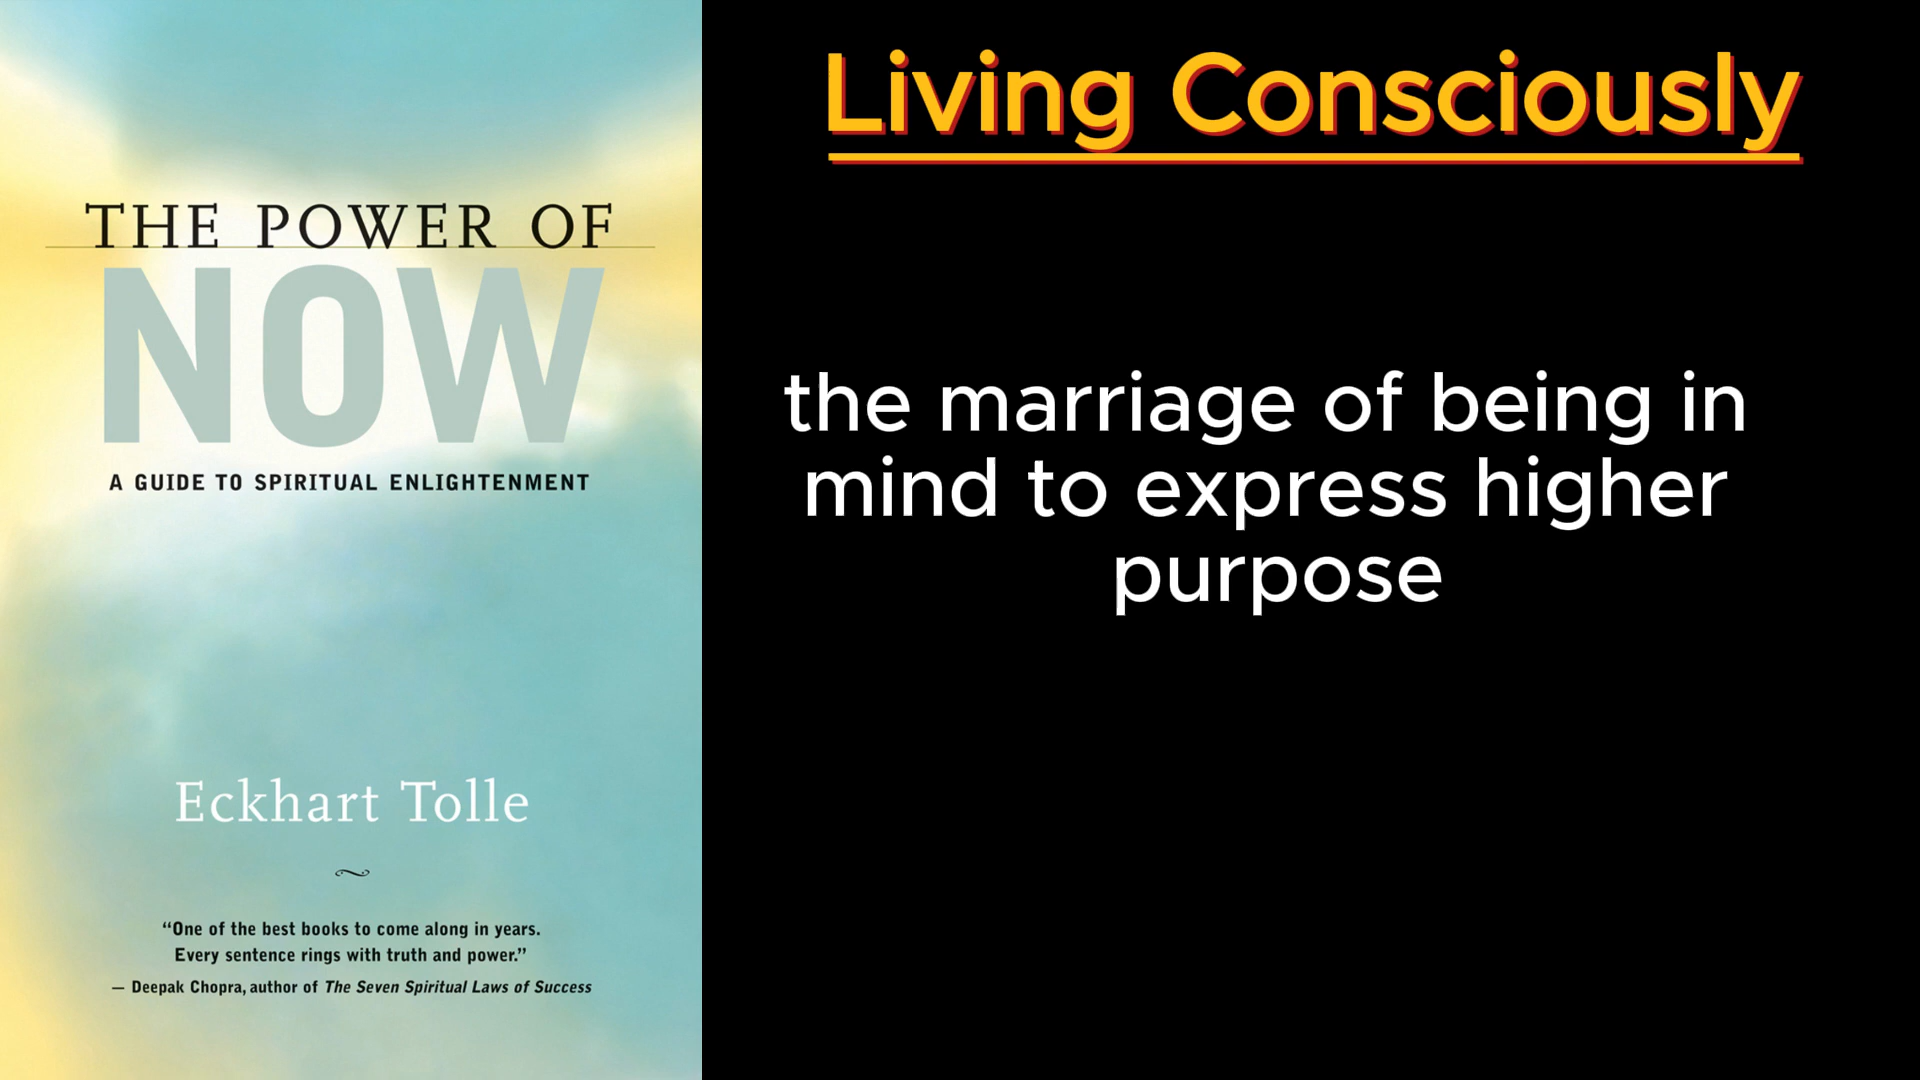 THE POWER OF
NOW
A GUIDE TO SPIRITUAL ENLIGHTENMENT
Eckhart Tolle
“One of the best books to come along in years.
Every sentence rings with truth and power.”
— Deepak Chopra, author of The Seven Spiritual Laws of Success
Living Consciously
the marriage of being in
mind to express higher
purpose